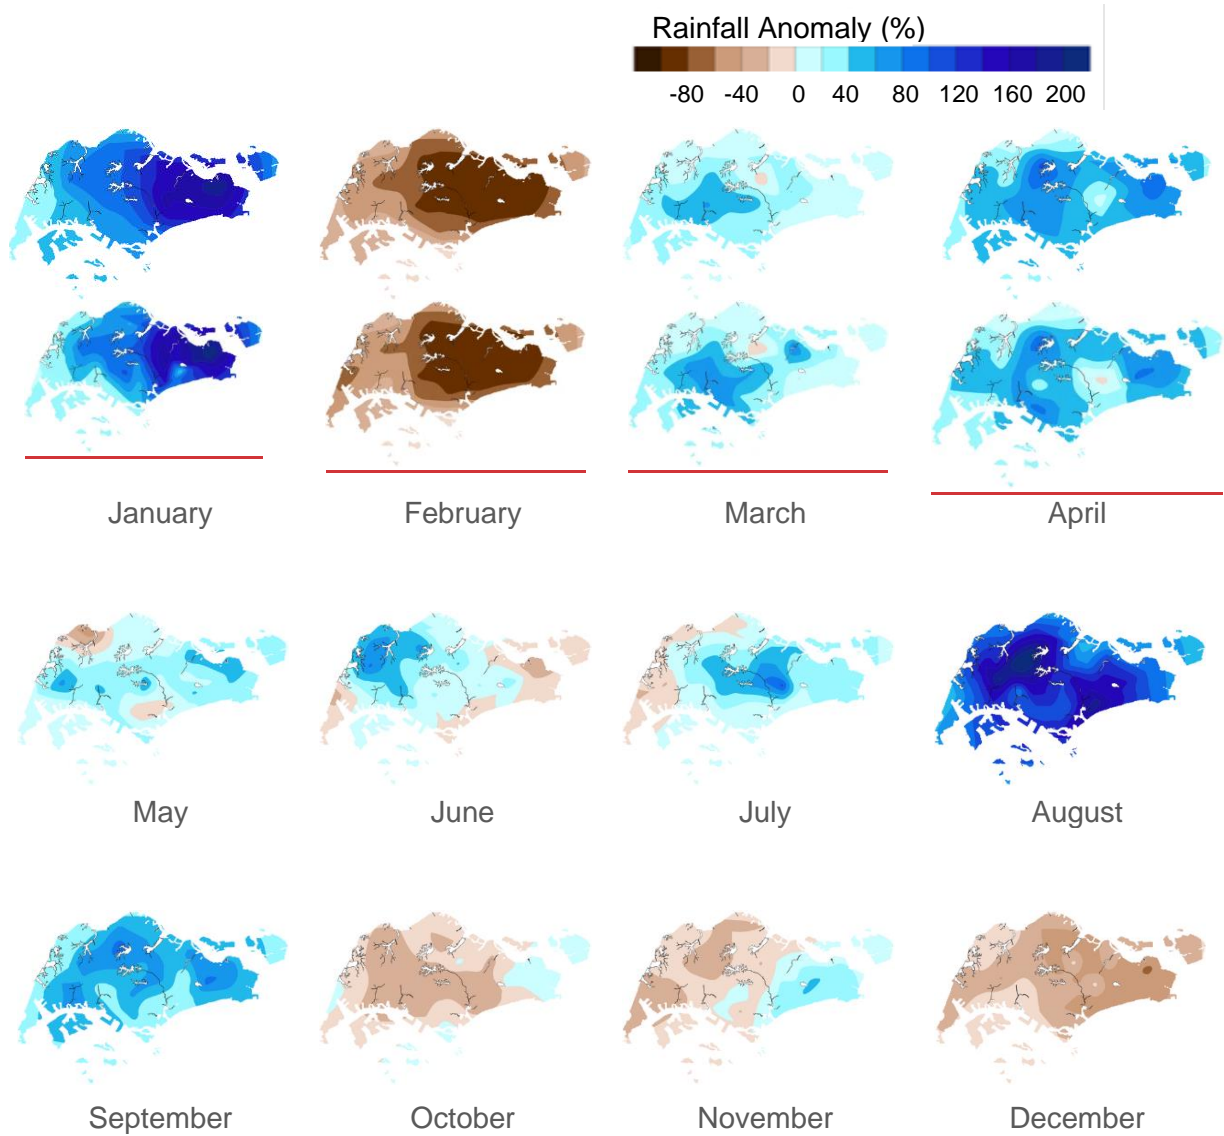 Rainfall Anomaly (%)
-80 -40 0 40 80 120 160 200
January February March April
May June July August
September October November December